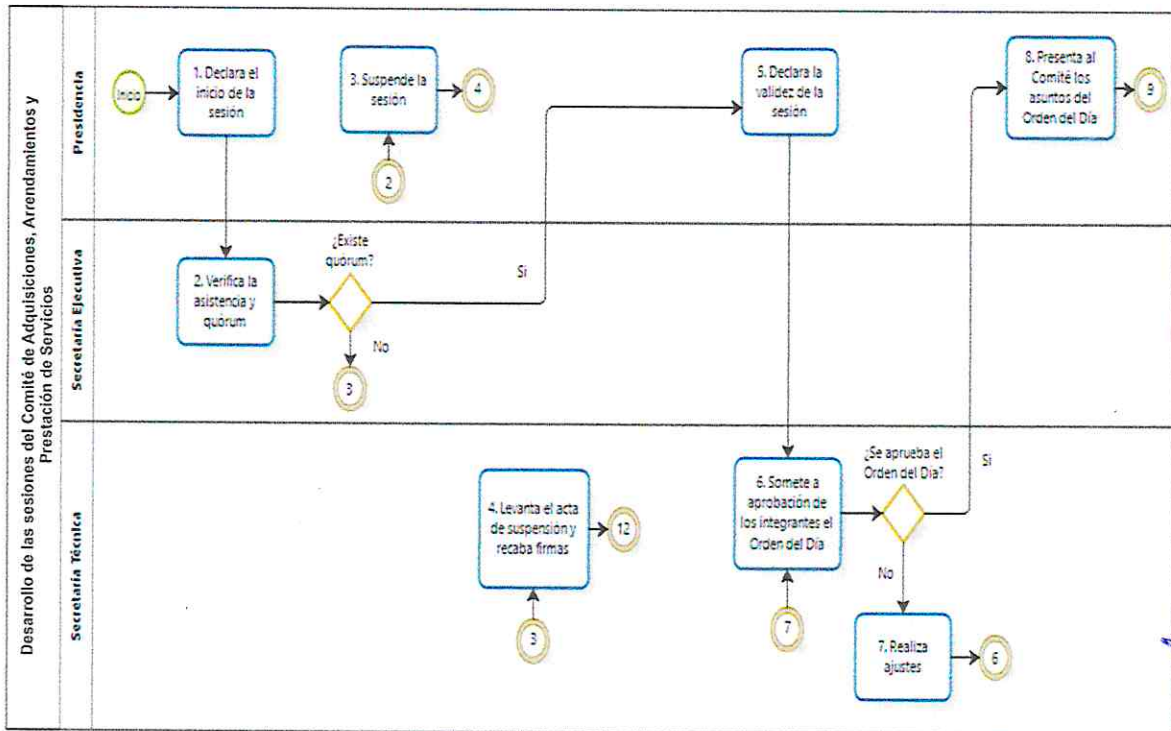 Desarrollo de las sesiones del Comité de Adquisiciones, Arrendamientos y
Prestación de Servicios
Presidencia
Inicio
1. Declara el
inicio de la
sesión
3. Suspende la
sesión
4
2
5. Declara la
validez de la
sesión
8. Presenta al
Comité los
asuntos del
Orden del Día
9
Secretaría Ejecutiva
2. Verifica la
asistencia y
quórum
¿Existe
quórum?
Si
No
3
Secretaría Técnica
4. Levanta el acta
de suspensión y
recaba firmas
12
3
6. Somete a
aprobación de
los integrantes el
Orden del Día
7
¿Se aprueba el
Orden del Día?
Si
No
7. Realiza
ajustes
6